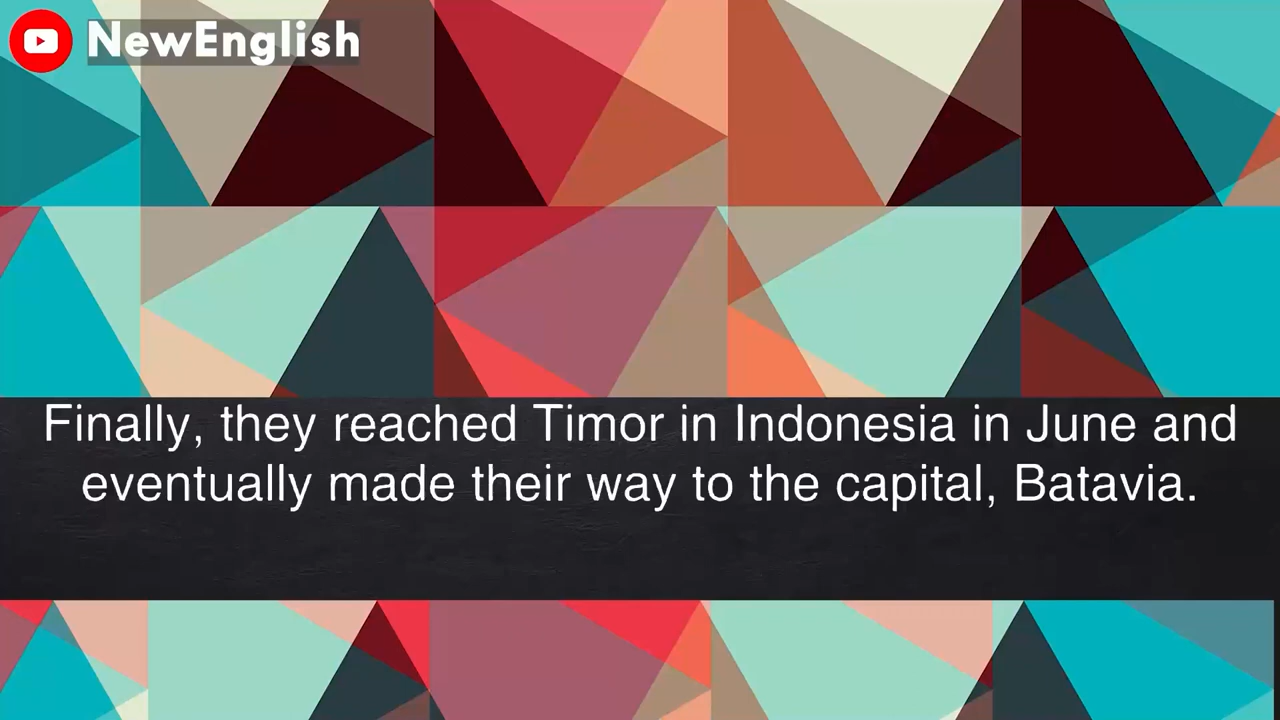 NewEnglish
Finally, they reached Timor in Indonesia in June and
eventually made their way to the capital, Batavia.